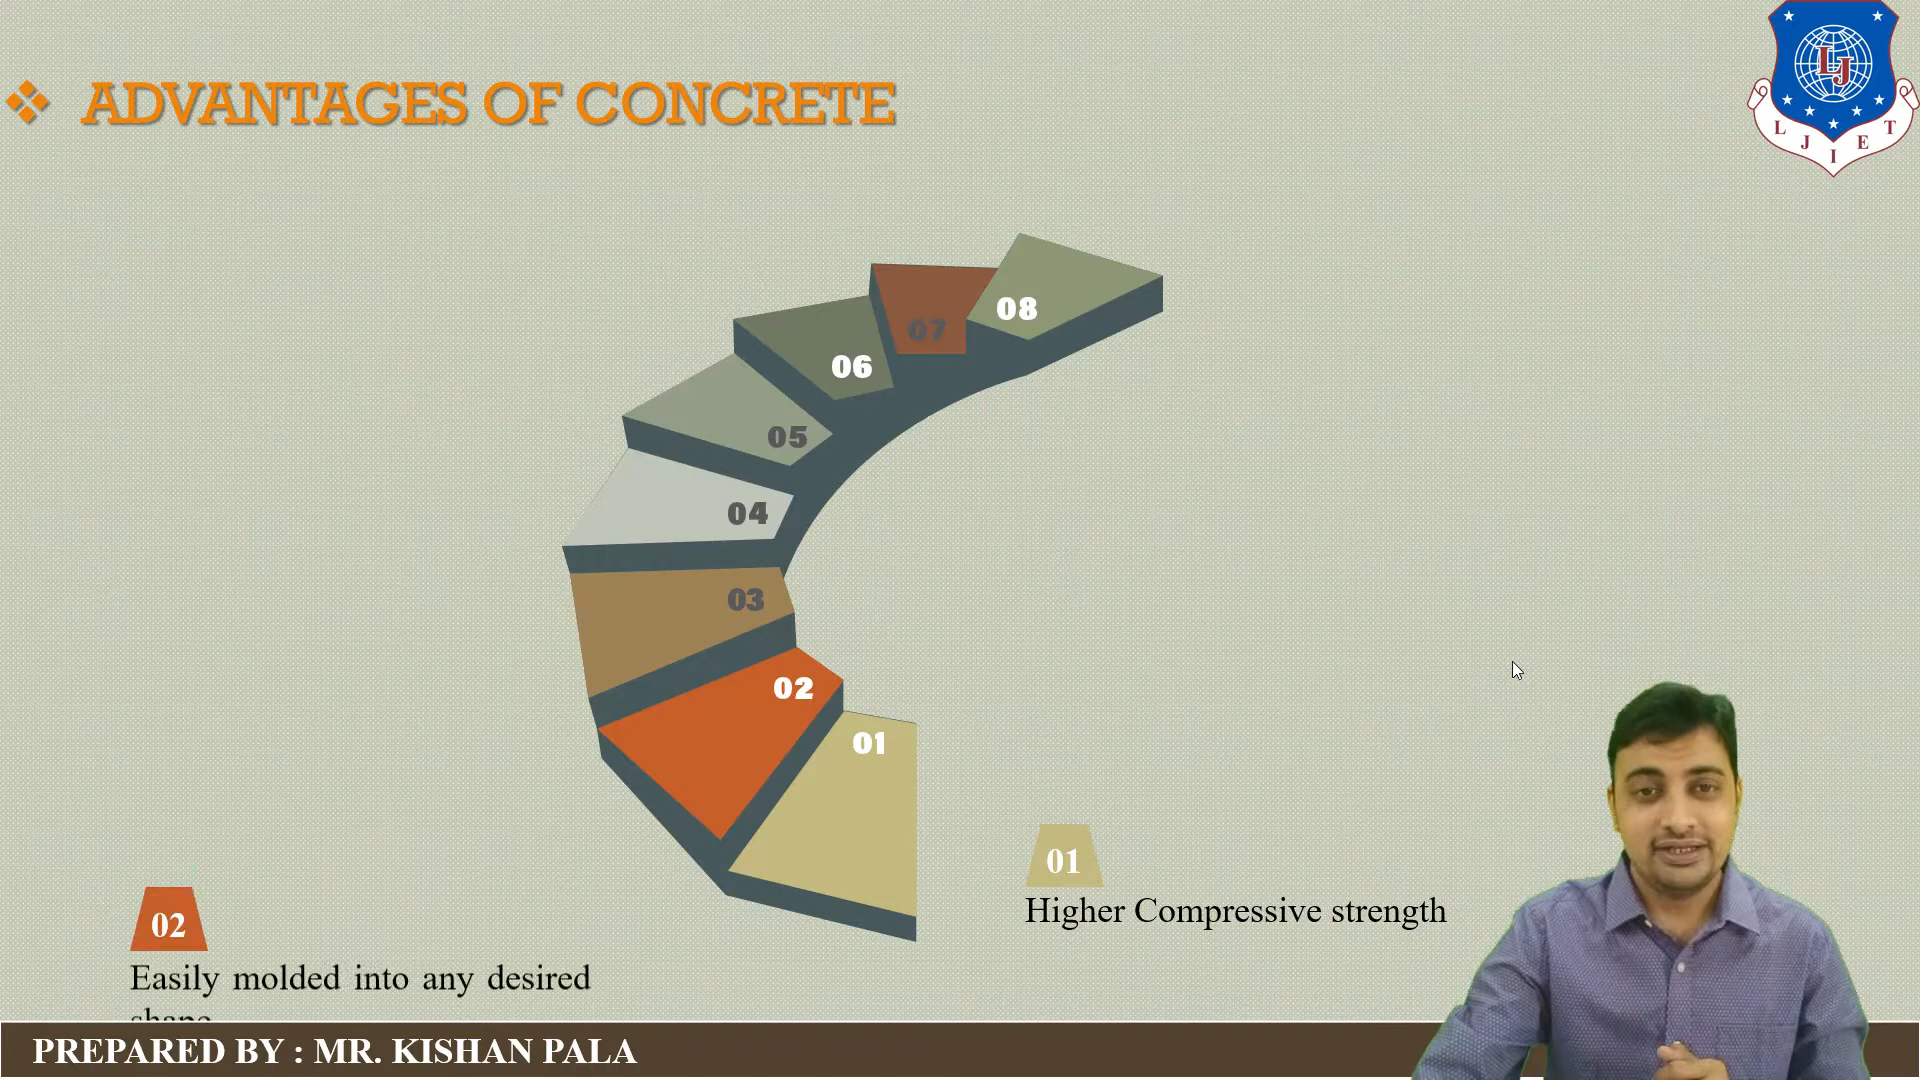 ADVANTAGES OF CONCRETE
LJ
L J I E T
08
07
06
05
04
03
02
01
01
Higher Compressive strength
02
Easily molded into any desired
shape
PREPARED BY : MR. KISHAN PALA